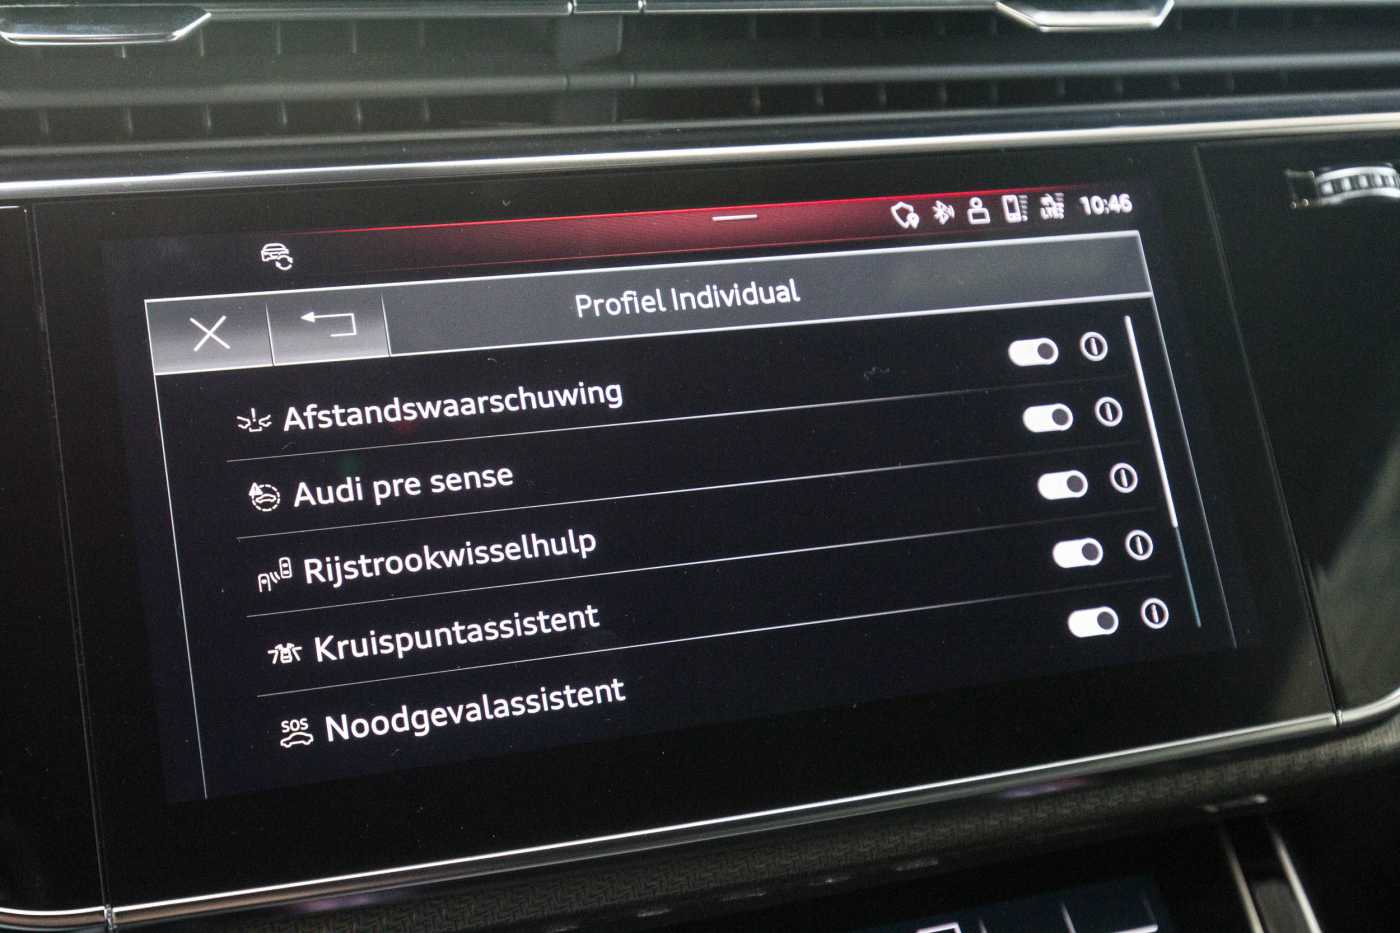 10:46
Profiel Individual
Afstandswaarschuwing
Audi pre sense
Rijstrookwisselhulp
Kruispuntassistent
SOS
Noodgevalassistent